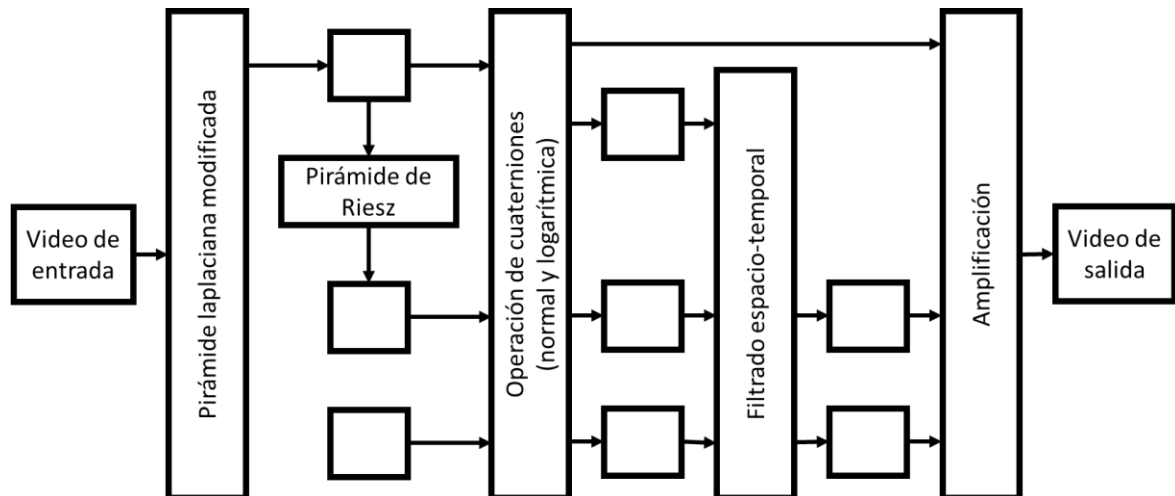 Video de
entrada
Pirámide laplaciana modificada
Pirámide de
Riesz
Operación de cuaterniones
(normal y logarítmica)
Filtrado espacio-temporal
Amplificación
Video de
salida